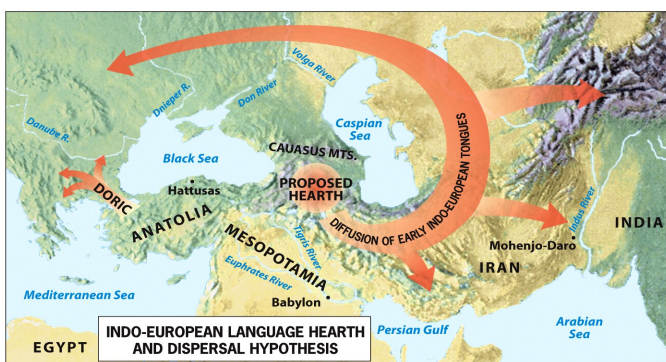 Volga River
Don River
Dnieper R.
Danube R.
Caspian
Sea
Black Sea
CAUASUS MTS.
Hattusas
PROPOSED
HEARTH
DORIC
ANATOLIA
DIFFUSION OF EARLY INDO-EUROPEAN TONGUES
Indus River
INDIA
MESOPOTAMIA
Tigris River
Mohenjo-Daro
IRAN
Euphrates River
Mediterranean Sea
Babylon
Persian Gulf
Arabian
Sea
EGYPT
INDO-EUROPEAN LANGUAGE HEARTH
AND DISPERSAL HYPOTHESIS